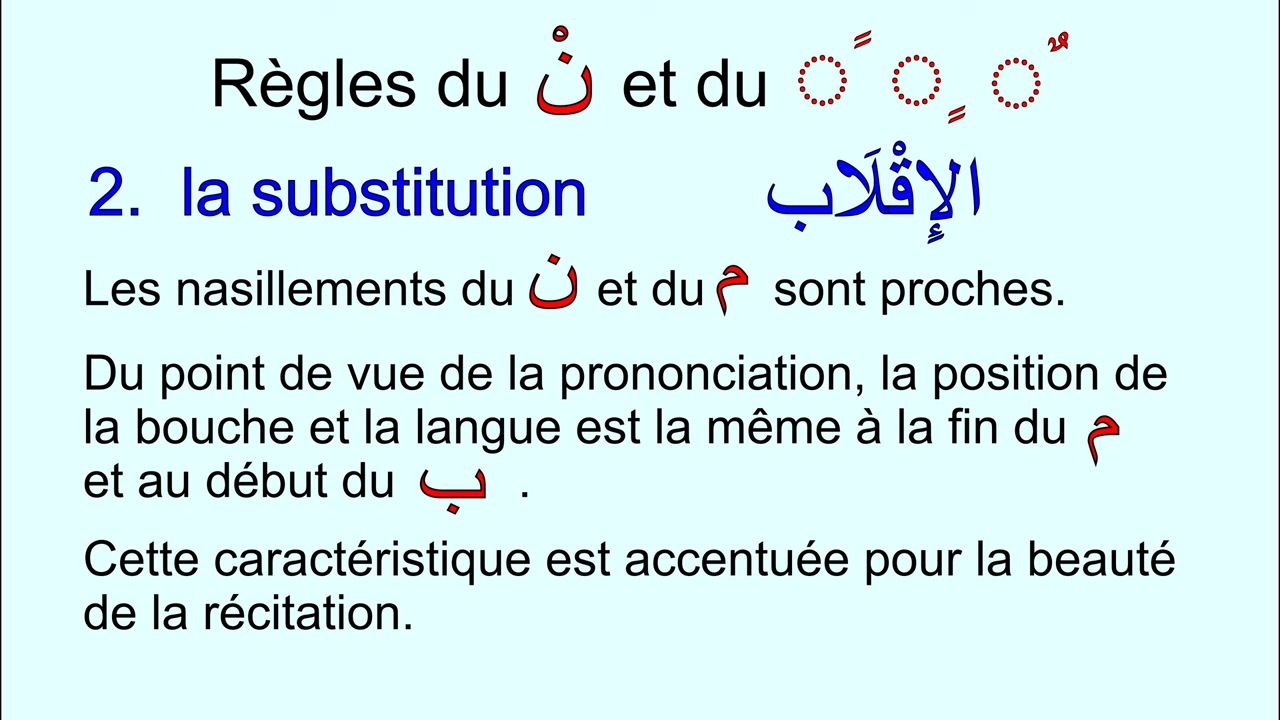 Règles du نْ et du ◌ً ◌ٍ ◌ٌ
2. la substitution الإِقْلَاب
Les nasillements du ن et du م sont proches.
Du point de vue de la prononciation, la position de
la bouche et la langue est la même à la fin du م
et au début du ب .
Cette caractéristique est accentuée pour la beauté
de la récitation.